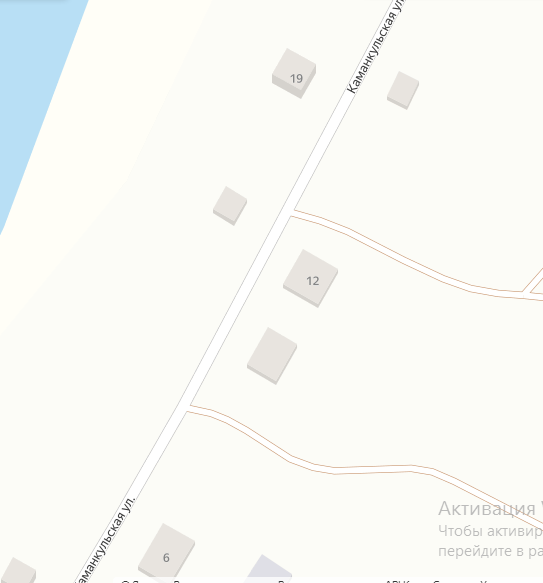 Каманкульская ул.
19
12
Активация
Чтобы активир
перейдите в ра
Каманкульская ул.
6